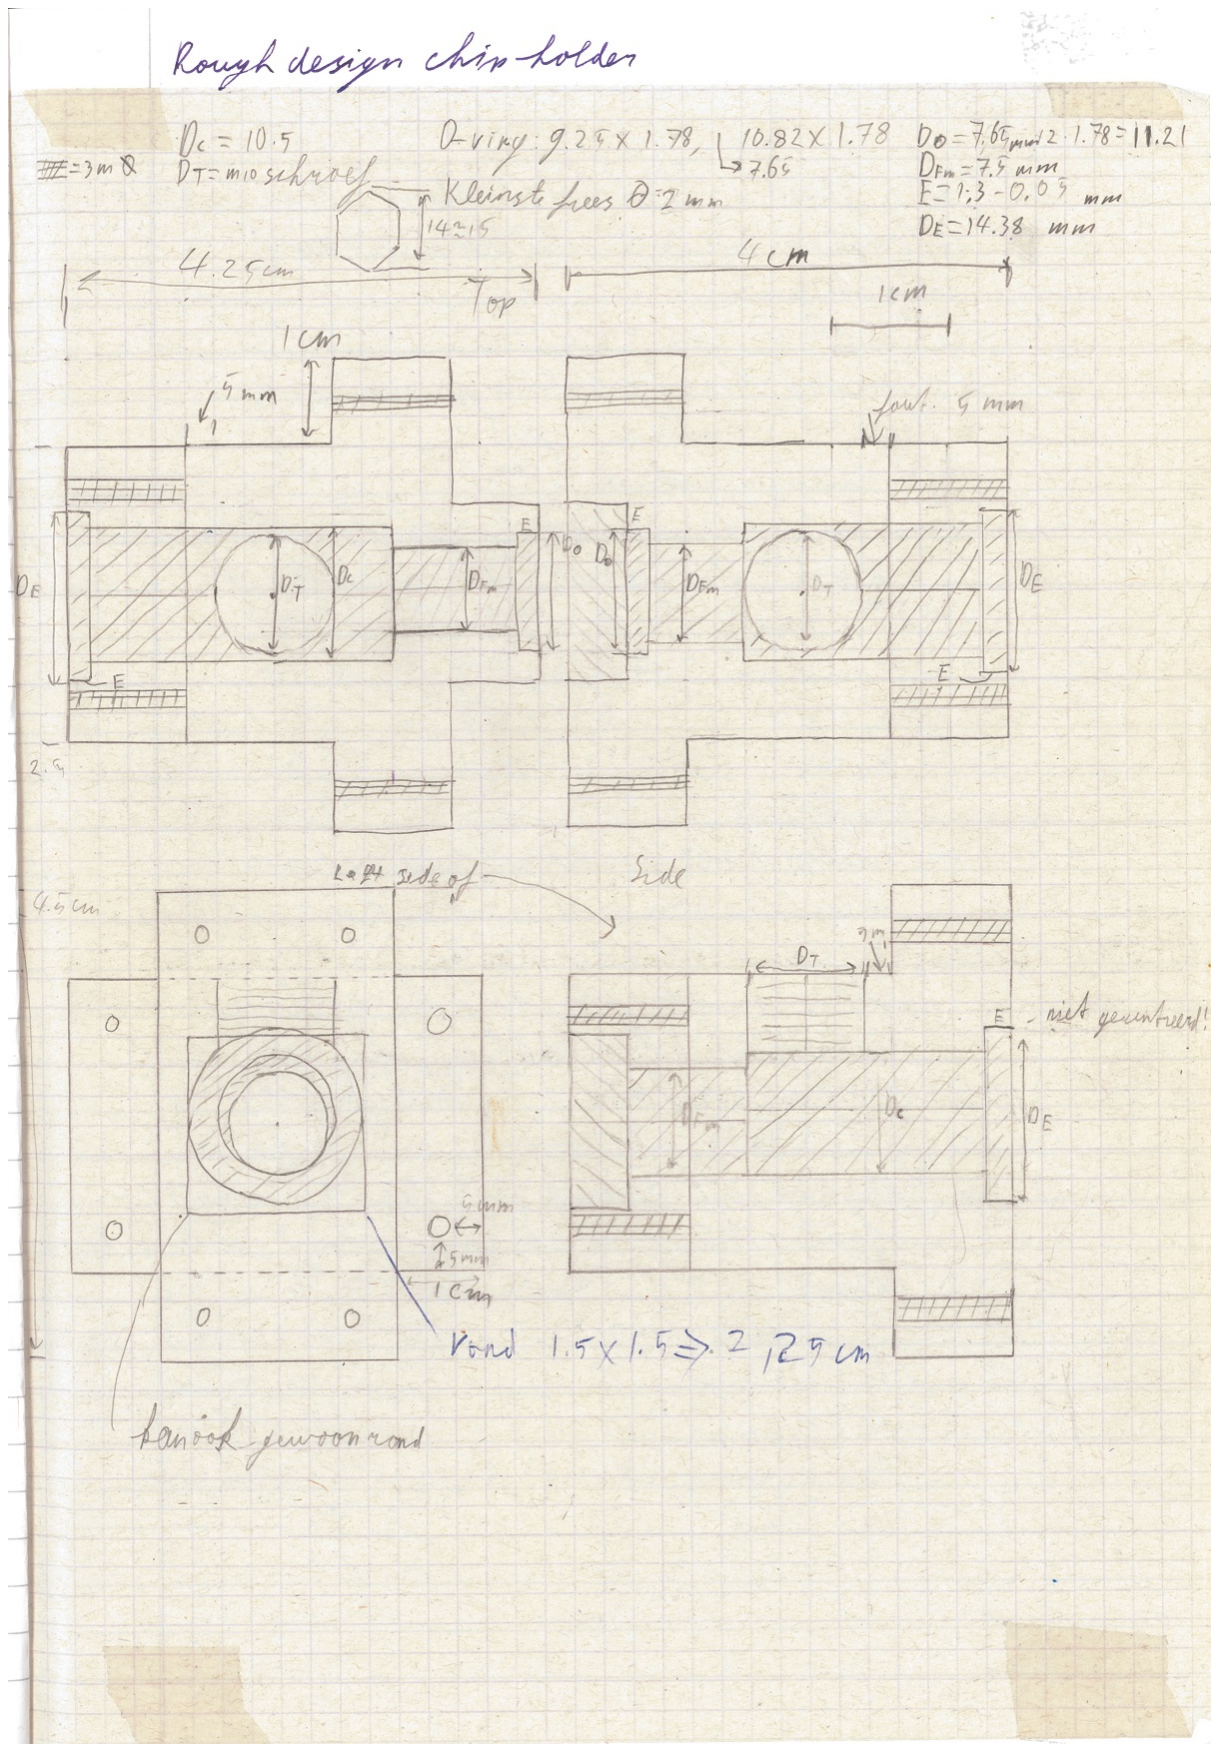 Rough design chip-holder
Dc = 10.5
O-ring: 9.25 x 1.78, 10.82 x 1.78
7.65
Do = 7.65 mm + 2 · 1.78 = 11.21
= 3 m Ø
DT = m10 schroef
Kleinste frees Ø = 2 mm
DFm = 7.5 mm
E = 1.3 - 0.05 mm
DE = 14.38 mm
14 ≈ 15
4.25 cm
4 cm
Top
1 cm
1 cm
5 mm
fout. 5 mm
E
E
DE
DT
Dc
DFm
Do
Do
DFm
DT
DE
E
E
2.5
Left side of
Side
4.5 cm
DT
E
niet gecentreerd!
DFm
Dc
DE
5 mm
5 mm
1 cm
rond 1.5 x 1.5 => 2,25 cm
kan ook gewoon rond